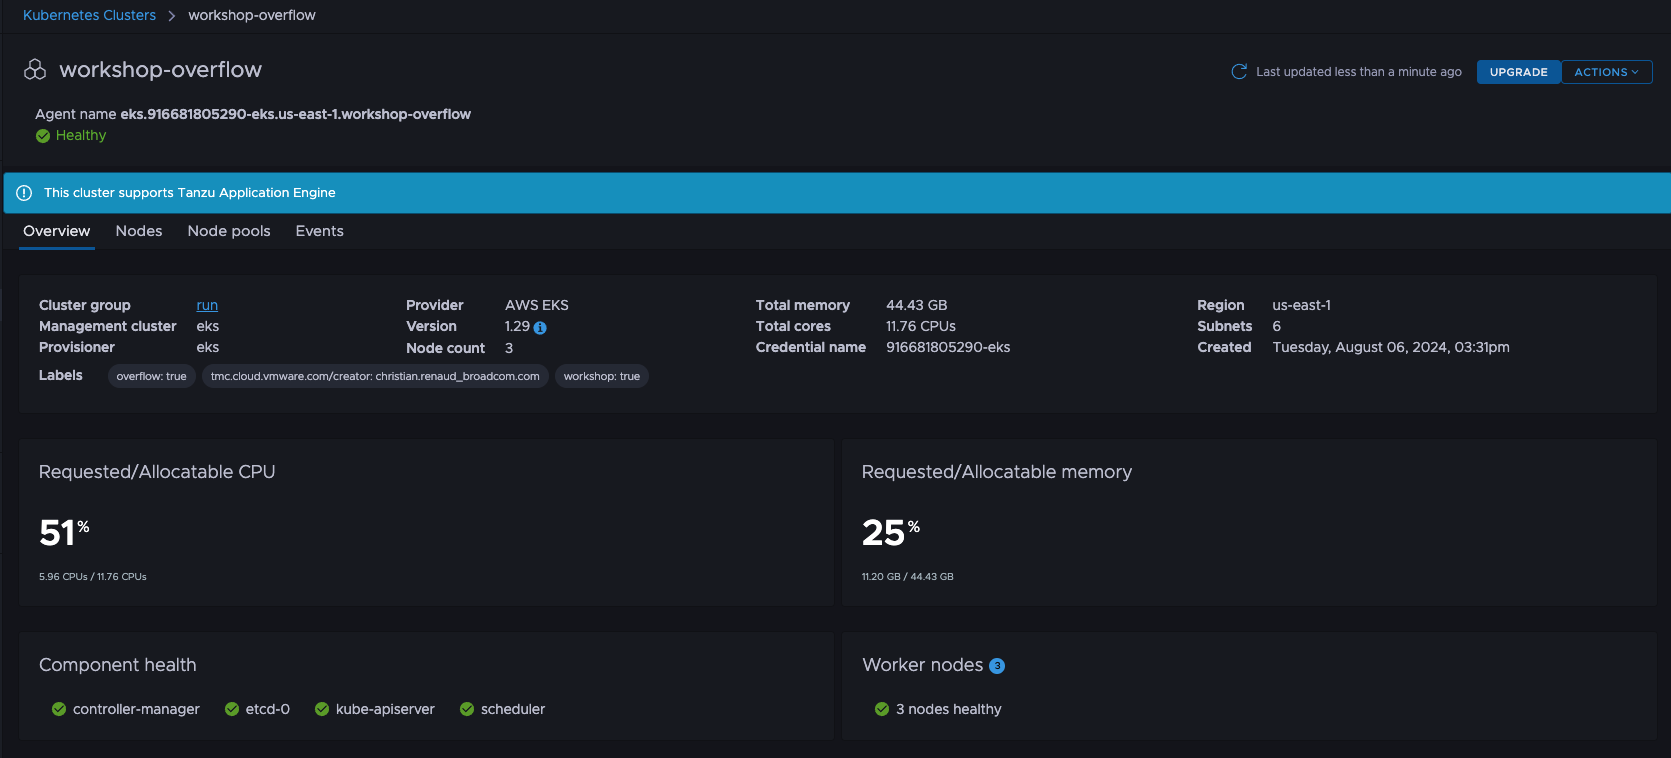 Kubernetes Clusters > workshop-overflow
workshop-overflow
Last updated less than a minute ago
UPGRADE
ACTIONS
Agent name eks.916681805290-eks.us-east-1.workshop-overflow
Healthy
This cluster supports Tanzu Application Engine
Overview Nodes Node pools Events
Cluster group run
Management cluster eks
Provisioner eks
Provider AWS EKS
Version 1.29
Node count 3
Total memory 44.43 GB
Total cores 11.76 CPUs
Credential name 916681805290-eks
Region us-east-1
Subnets 6
Created Tuesday, August 06, 2024, 03:31pm
Labels overflow: true tmc.cloud.vmware.com/creator: christian.renaud_broadcom.com workshop: true
Requested/Allocatable CPU
51%
5.96 CPUs / 11.76 CPUs
Requested/Allocatable memory
25%
11.20 GB / 44.43 GB
Component health
controller-manager etcd-0 kube-apiserver scheduler
Worker nodes 3
3 nodes healthy